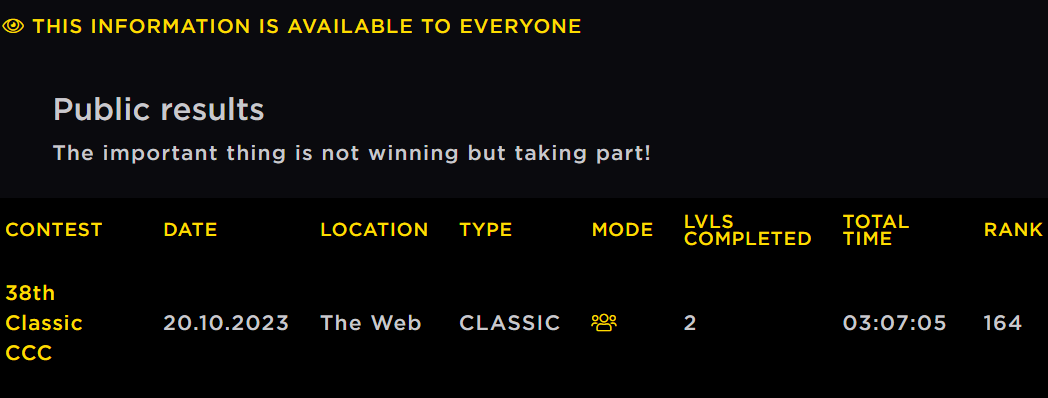 THIS INFORMATION IS AVAILABLE TO EVERYONE
Public results
The important thing is not winning but taking part!
CONTEST DATE LOCATION TYPE MODE LVLS COMPLETED TOTAL TIME RANK
38th
Classic 20.10.2023 The Web CLASSIC 2 03:07:05 164
CCC